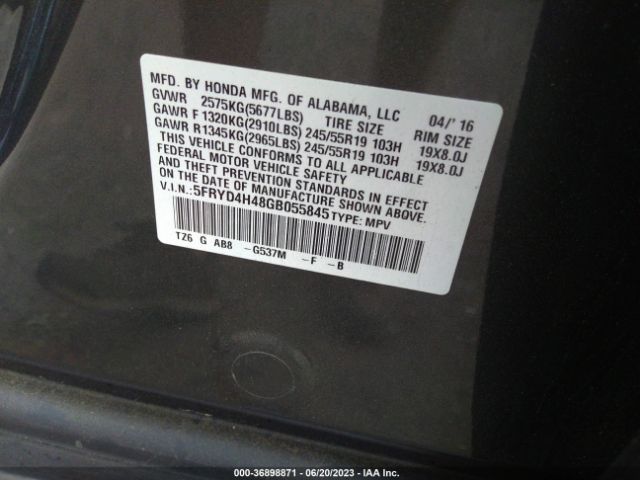 MFD. BY HONDA MFG. OF ALABAMA, LLC 04/' 16
GVWR 2575KG(5677LBS) TIRE SIZE RIM SIZE
GAWR F 1320KG(2910LBS) 245/55R19 103H 19X8.0J
GAWR R1345KG(2965LBS) 245/55R19 103H 19X8.0J
THIS VEHICLE CONFORMS TO ALL APPLICABLE
FEDERAL MOTOR VEHICLE SAFETY
AND THEFT PREVENTION STANDARDS IN EFFECT
ON THE DATE OF MANUFACTURE SHOWN ABOVE.
V.I.N.:5FRYD4H48GB055845 TYPE: MPV
TZ6 G AB8 -G537M -F -B
000-36898871 - 06/20/2023 - IAA Inc.